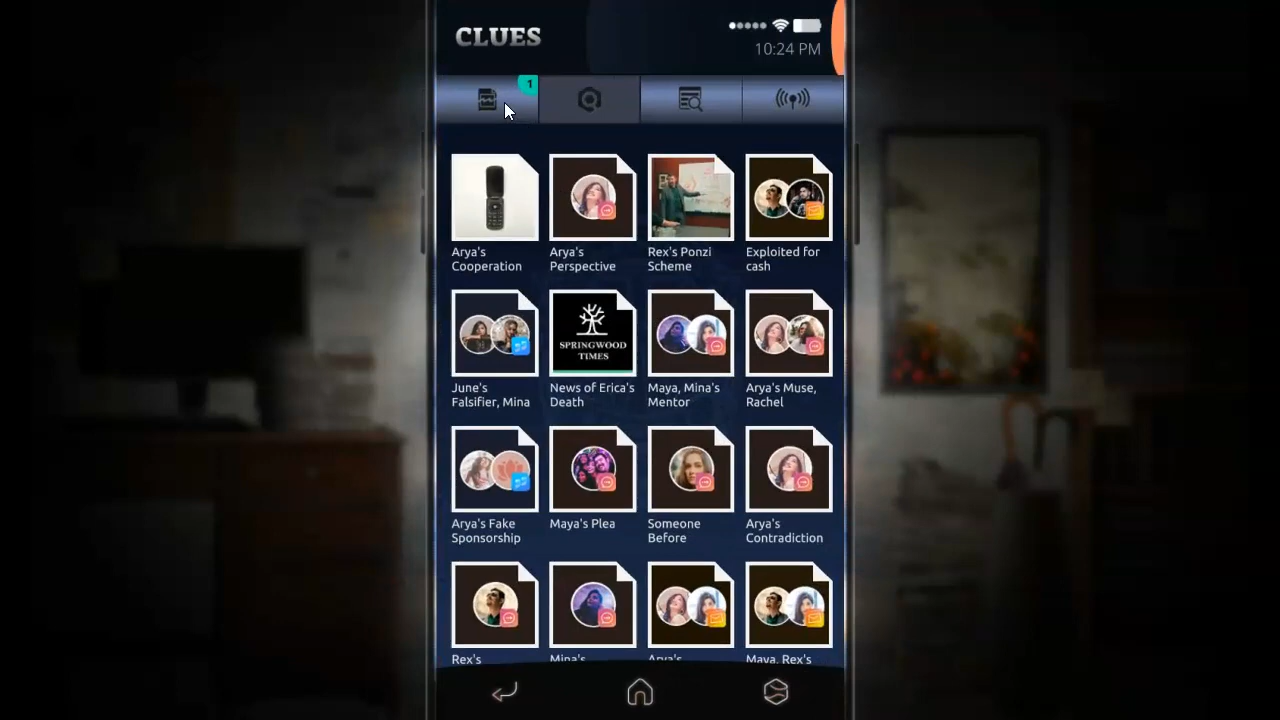 CLUES
10:24 PM
1
Arya's
Cooperation
Arya's
Perspective
Rex's Ponzi
Scheme
Exploited for
cash
SPRINGWOOD
TIMES
June's
Falsifier, Mina
News of Erica's
Death
Maya, Mina's
Mentor
Arya's Muse,
Rachel
Arya's Fake
Sponsorship
Maya's Plea
Someone
Before
Arya's
Contradiction
Rex's
Mina's
Arya's
Maya, Rex's